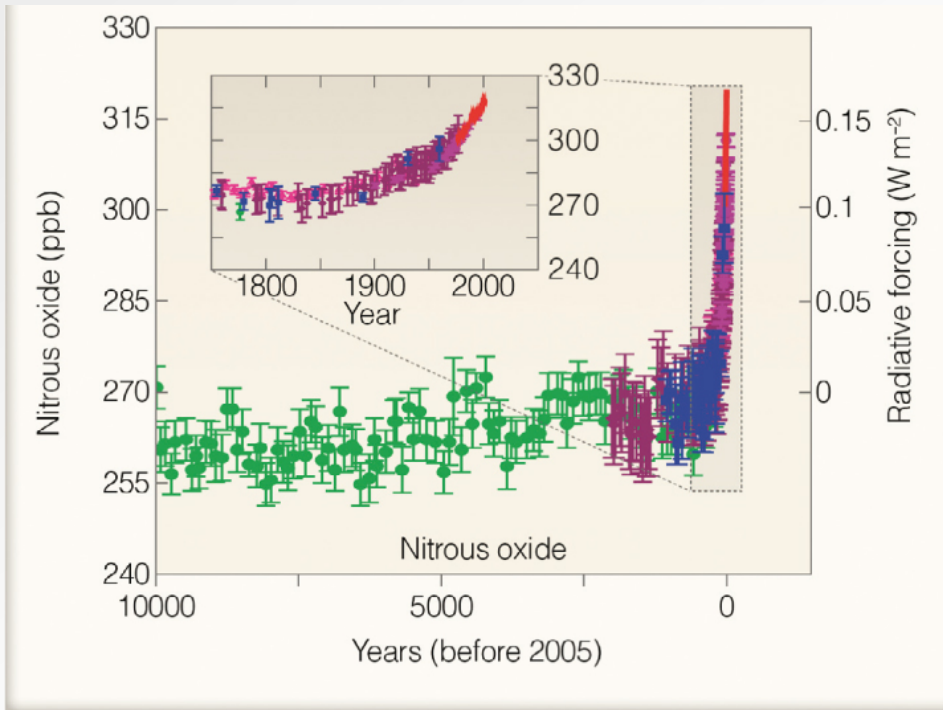 330
315
300
285
270
255
240
Nitrous oxide (ppb)
330
300
270
240
1800 1900 2000
Year
0.15
0.1
0.05
0
Radiative forcing (W m-2)
Nitrous oxide
10000 5000 0
Years (before 2005)